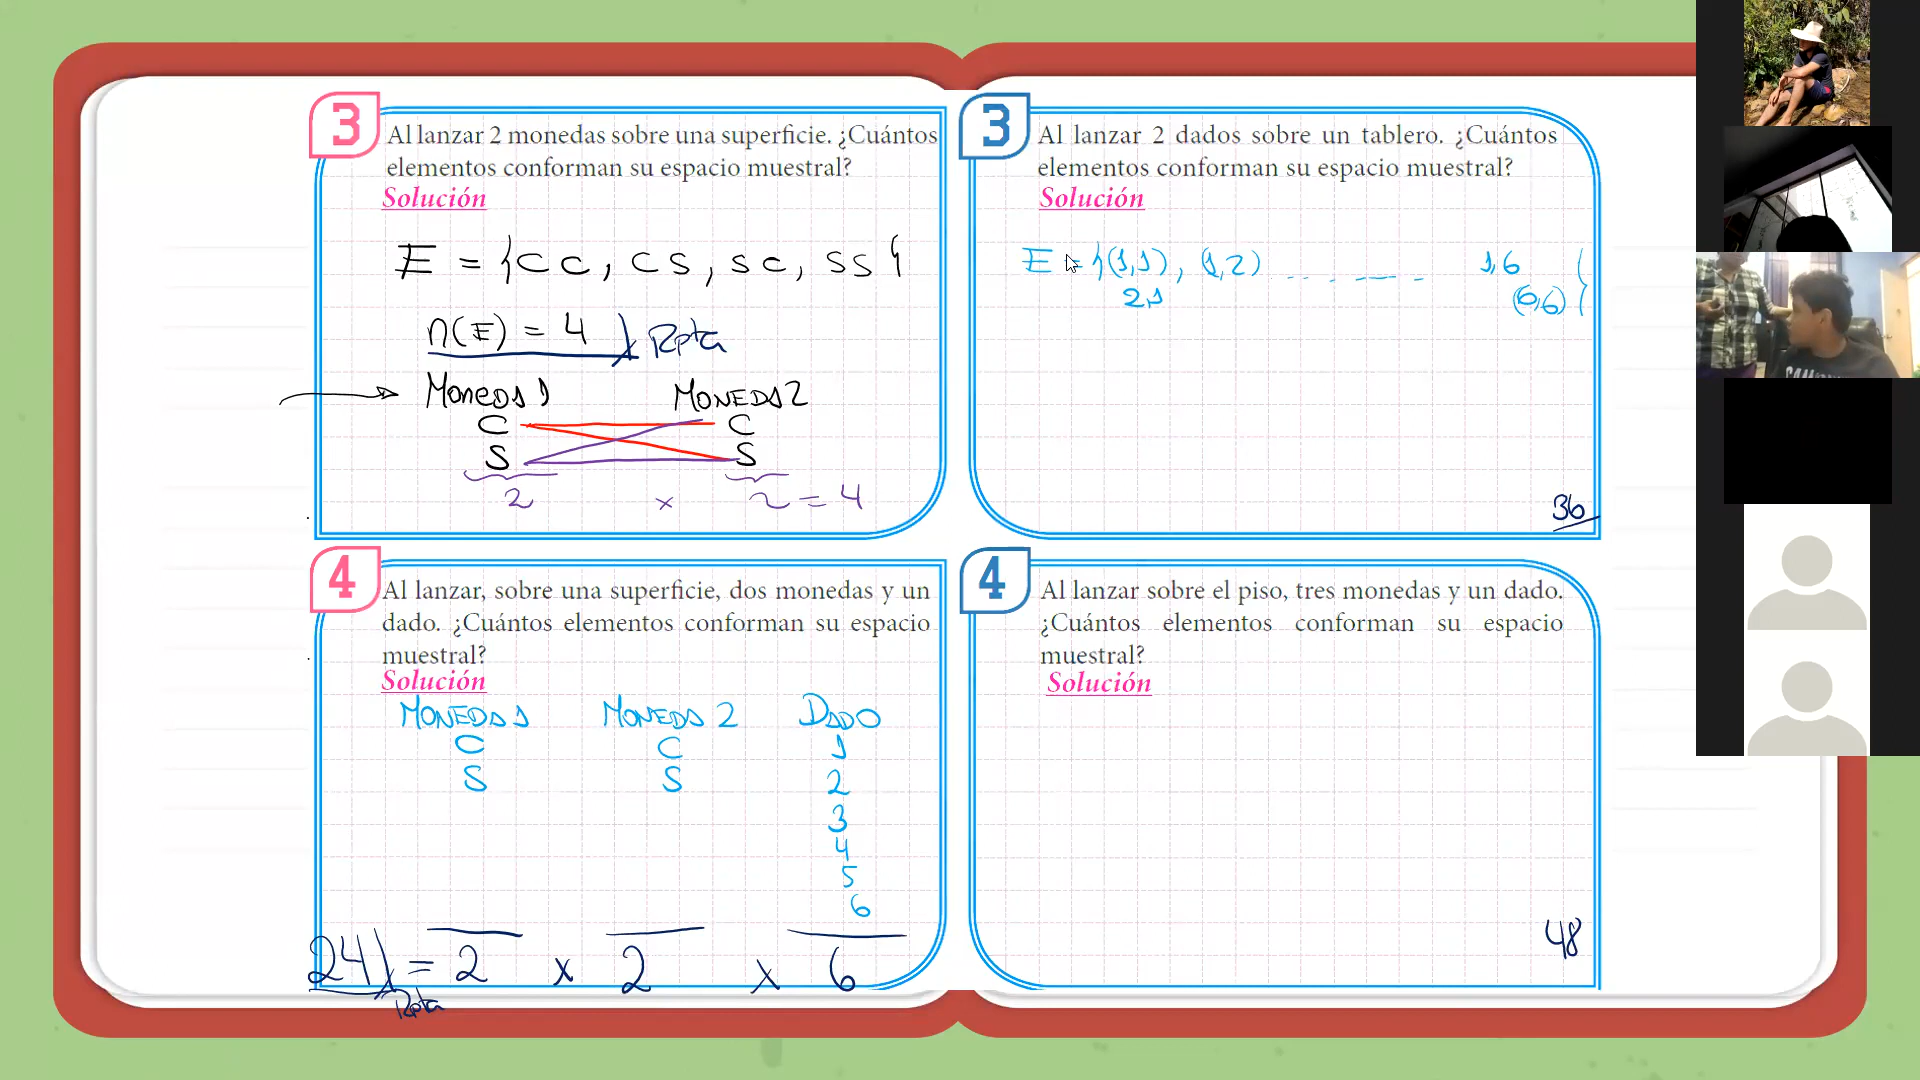 3
Al lanzar 2 monedas sobre una superficie. ¿Cuántos
elementos conforman su espacio muestral?
Solución
E = {CC, CS, SC, SS}
n(E) = 4 Rpta
Moneda 1 Moneda 2
C C
S S
2 x 2 = 4
3
Al lanzar 2 dados sobre un tablero. ¿Cuántos
elementos conforman su espacio muestral?
Solución
E = {(1,1), (1,2) ... 1,6
2,1 (6,6)}
36
4
Al lanzar, sobre una superficie, dos monedas y un
dado. ¿Cuántos elementos conforman su espacio
muestral?
Solución
Moneda 1 Moneda 2 Dado
C C 1
S S 2
3
4
5
6
24 = 2 x 2 x 6
Rpta
4
Al lanzar sobre el piso, tres monedas y un dado.
¿Cuántos elementos conforman su espacio
muestral?
Solución
48